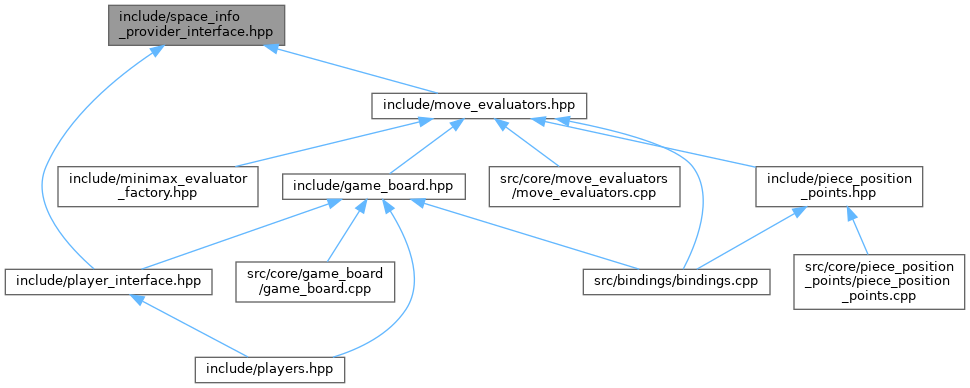 include/space_info
_provider_interface.hpp
include/move_evaluators.hpp
include/minimax_evaluator
_factory.hpp
include/game_board.hpp
src/core/move_evaluators
/move_evaluators.cpp
include/piece_position
_points.hpp
include/player_interface.hpp
src/core/game_board
/game_board.cpp
src/bindings/bindings.cpp
src/core/piece_position
_points/piece_position
_points.cpp
include/players.hpp